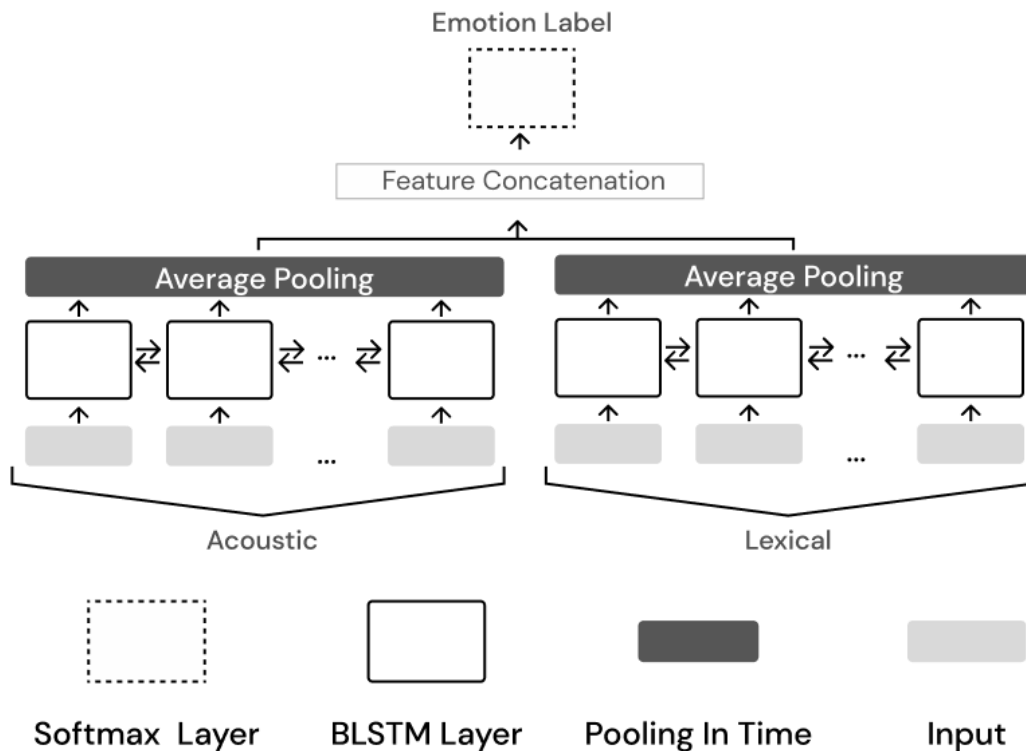 Emotion Label
Feature Concatenation
Average Pooling
Average Pooling
...
...
...
...
Acoustic
Lexical
Softmax Layer
BLSTM Layer
Pooling In Time
Input